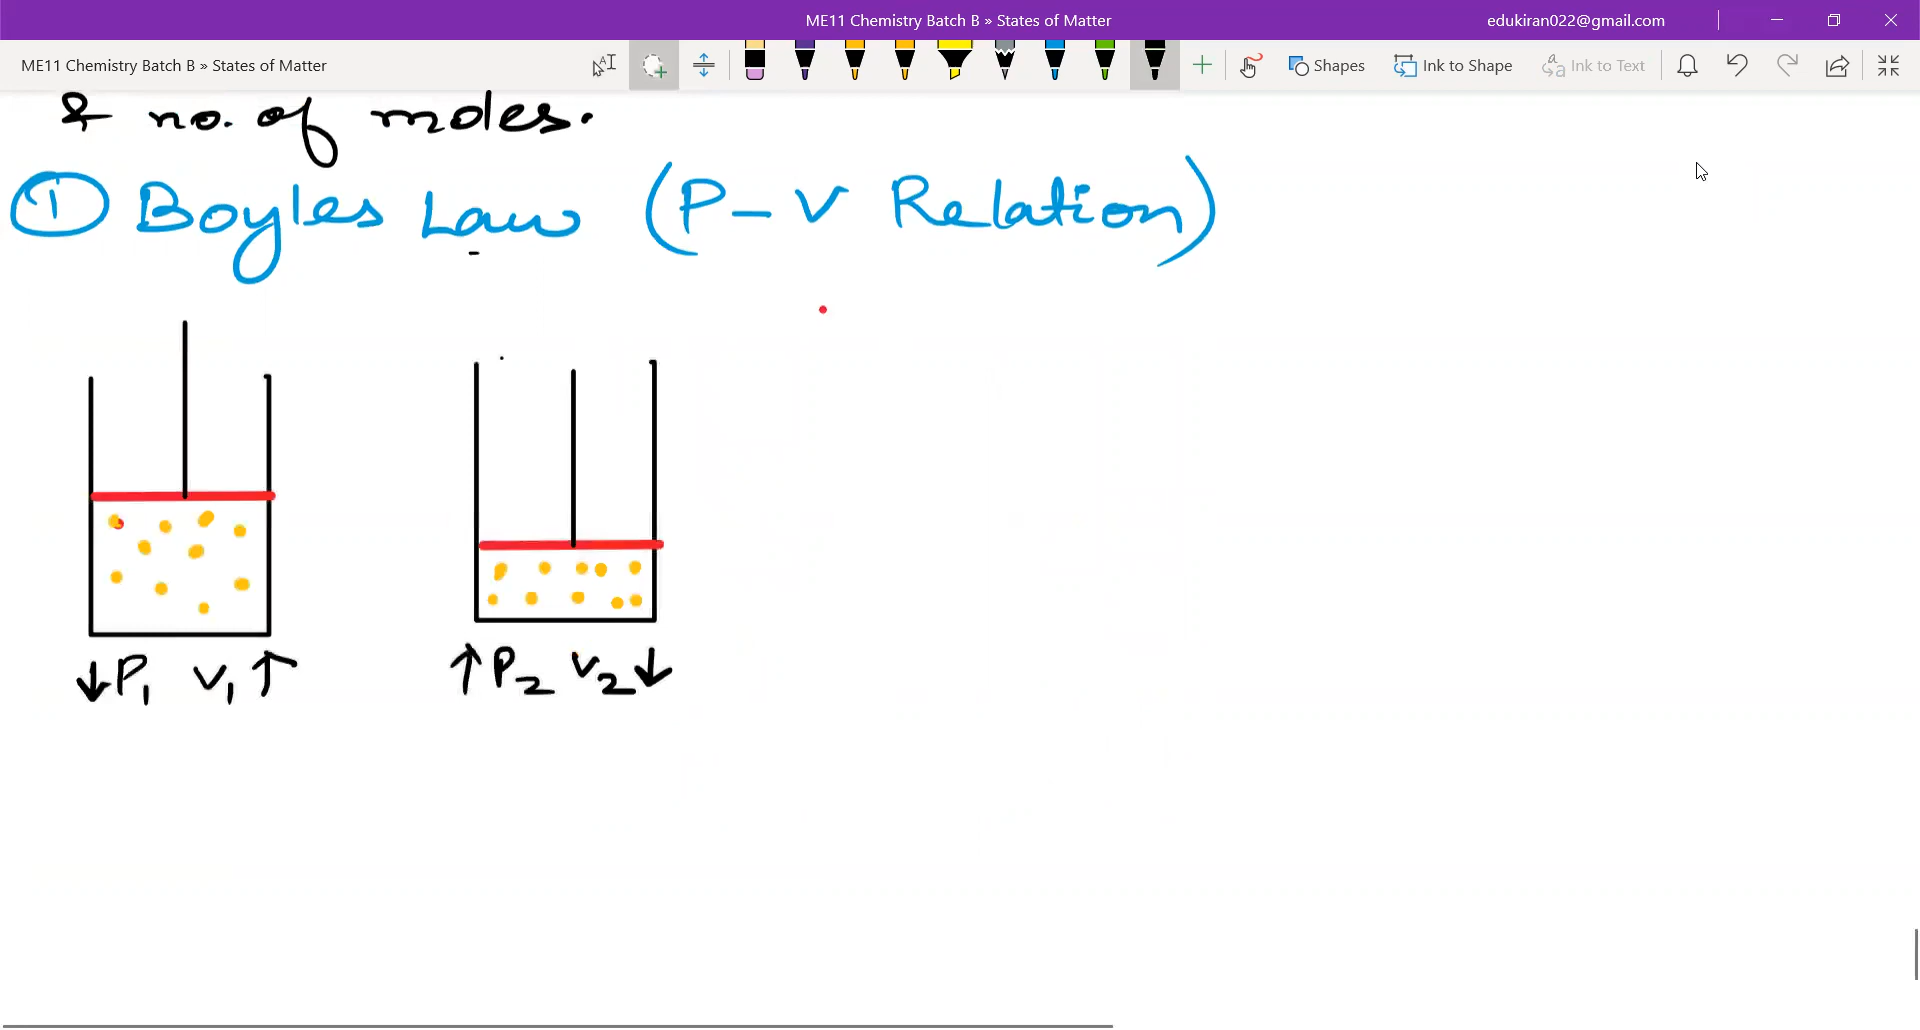 ME11 Chemistry Batch B » States of Matter
edukiran022@gmail.com
ME11 Chemistry Batch B » States of Matter
Shapes
Ink to Shape
Ink to Text
& no. of moles.
① Boyles Law (P – V Relation)
↓P₁ V₁↑
↑P₂ V₂↓